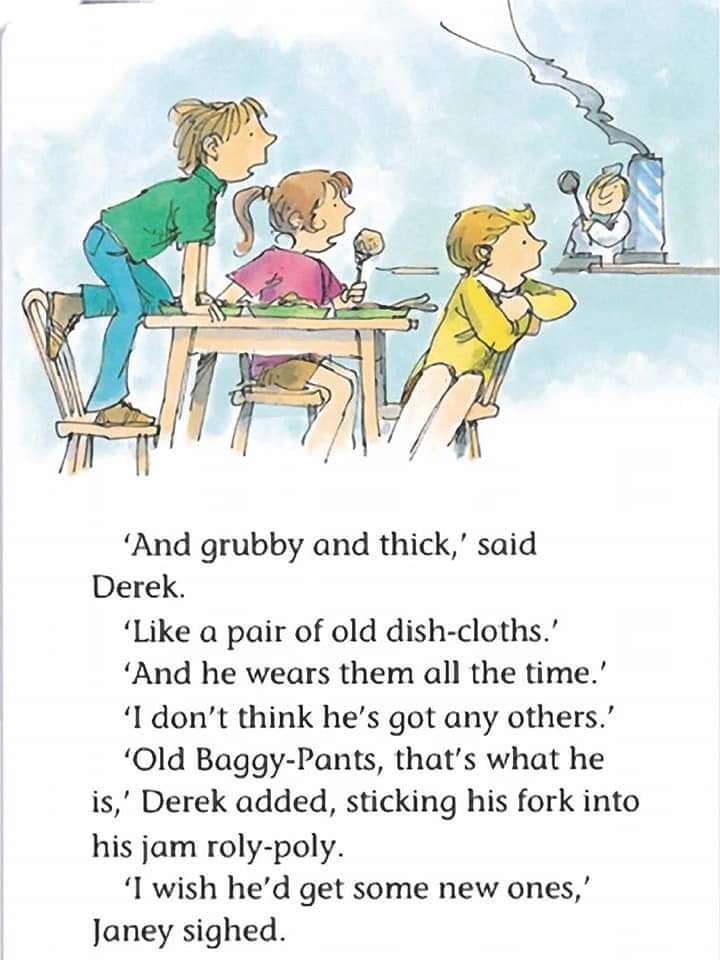 ‘And grubby and thick,’ said
Derek.
‘Like a pair of old dish-cloths.’
‘And he wears them all the time.’
‘I don’t think he’s got any others.’
‘Old Baggy-Pants, that’s what he
is,’ Derek added, sticking his fork into
his jam roly-poly.
‘I wish he’d get some new ones,’
Janey sighed.